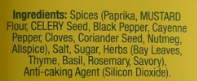 Ingredients: Spices (Paprika, MUSTARD
Flour, CELERY Seed, Black Pepper, Cayenne
Pepper, Cloves, Coriander Seed, Nutmeg,
Allspice), Salt, Sugar, Herbs (Bay Leaves,
Thyme, Basil, Rosemary, Savory).
Anti-caking Agent (Silicon Dioxide).